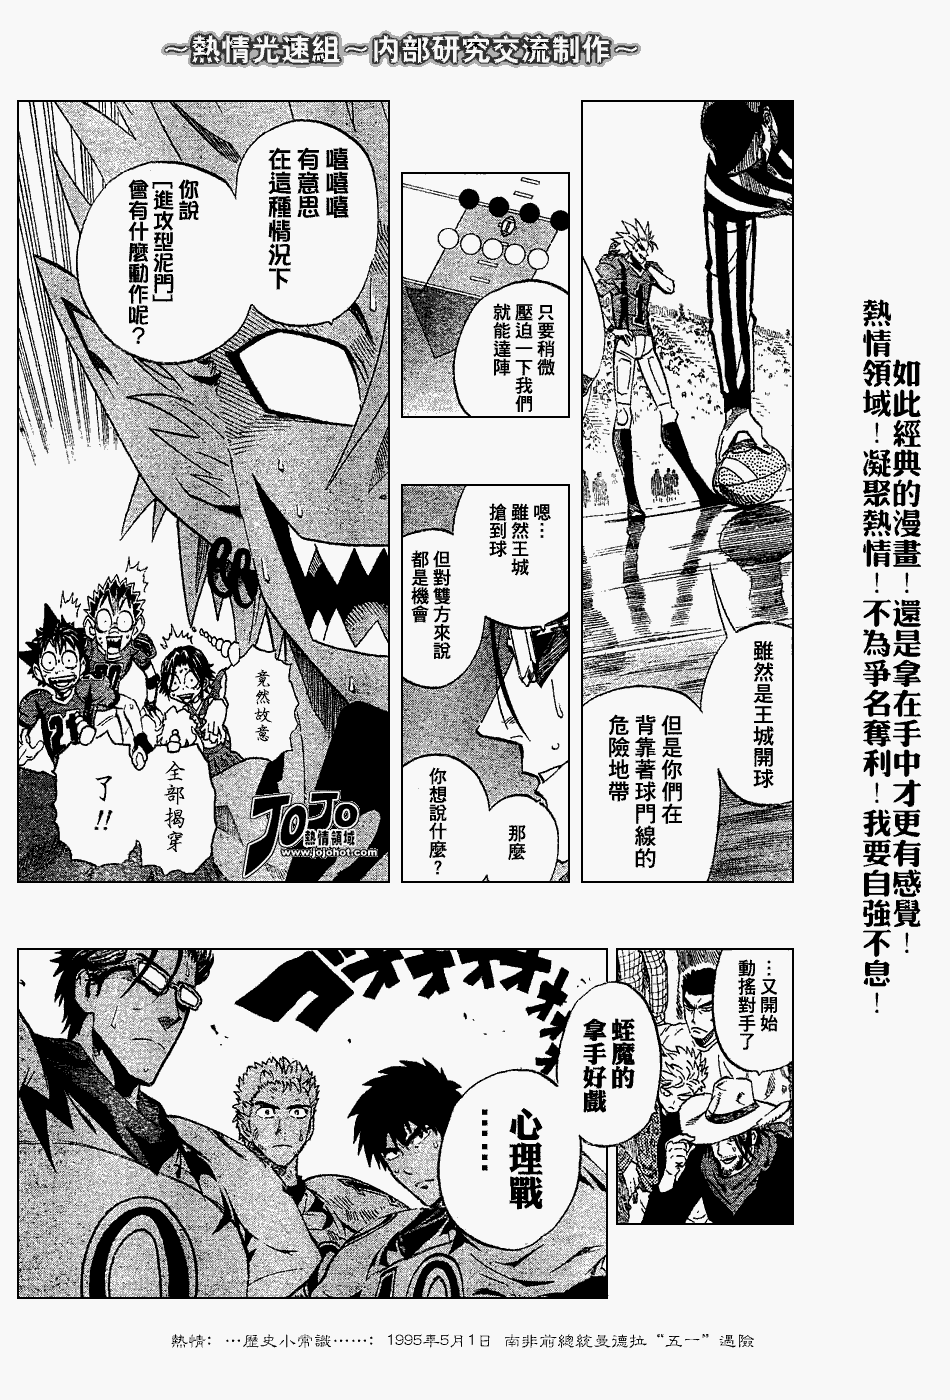 ～熱情光速組～內部研究交流制作～
雖然是王城開球
但是你們在
背靠著球門線的
危險地帶
只要稍微
壓迫一下我們
就能達陣
嗯…
雖然王城
搶到球
但對雙方來說
都是機會
那麼
你想說什麼？
嘻嘻嘻
有意思
在這種情況下
你說
［進攻型泥門］
會有什麼動作呢？
竟然故意
全部揭穿
了!!
21
JOJO
熱情領域
www.jojohot.com
…又開始
動搖對手了
蛭魔的
拿手好戲
心理戰
……
ゴオオオオオ
0
10
如此經典的漫畫！還是拿在手中才更有感覺！
熱情領域！凝聚熱情！不為爭名奪利！我要自強不息！
熱情：…歷史小常識……：1995年5月1日 南非前總統曼德拉“五一”遇險